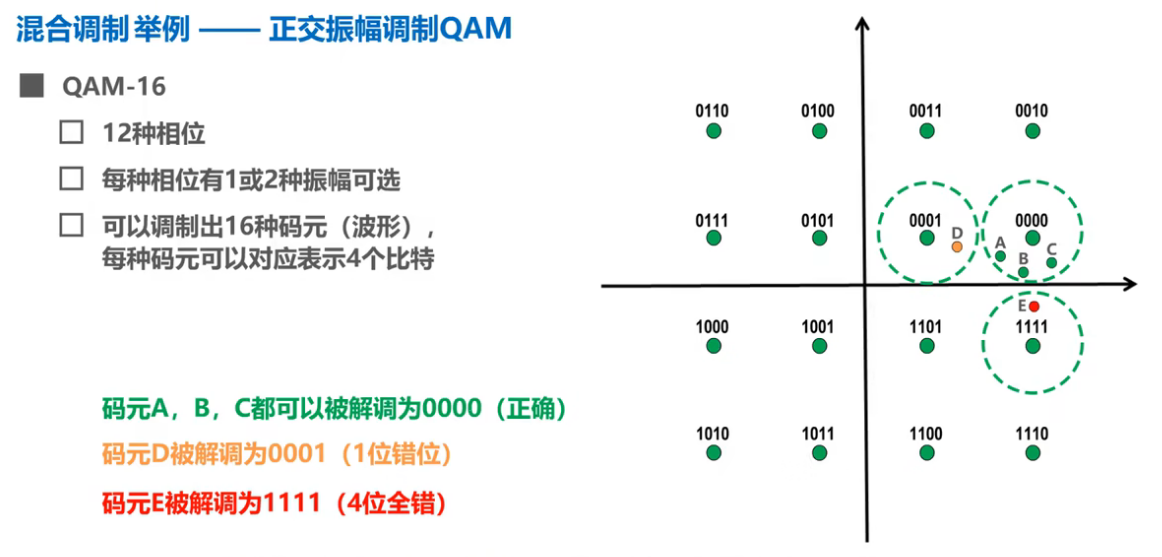 混合调制 举例 —— 正交振幅调制QAM
QAM-16
12种相位
每种相位有1或2种振幅可选
可以调制出16种码元（波形），
每种码元可以对应表示4个比特
码元A，B，C都可以被解调为0000（正确）
码元D被解调为0001（1位错位）
码元E被解调为1111（4位全错）
0110 0100 0011 0010
0111 0101 0001 0000
D A B C
E
1000 1001 1101 1111
1010 1011 1100 1110